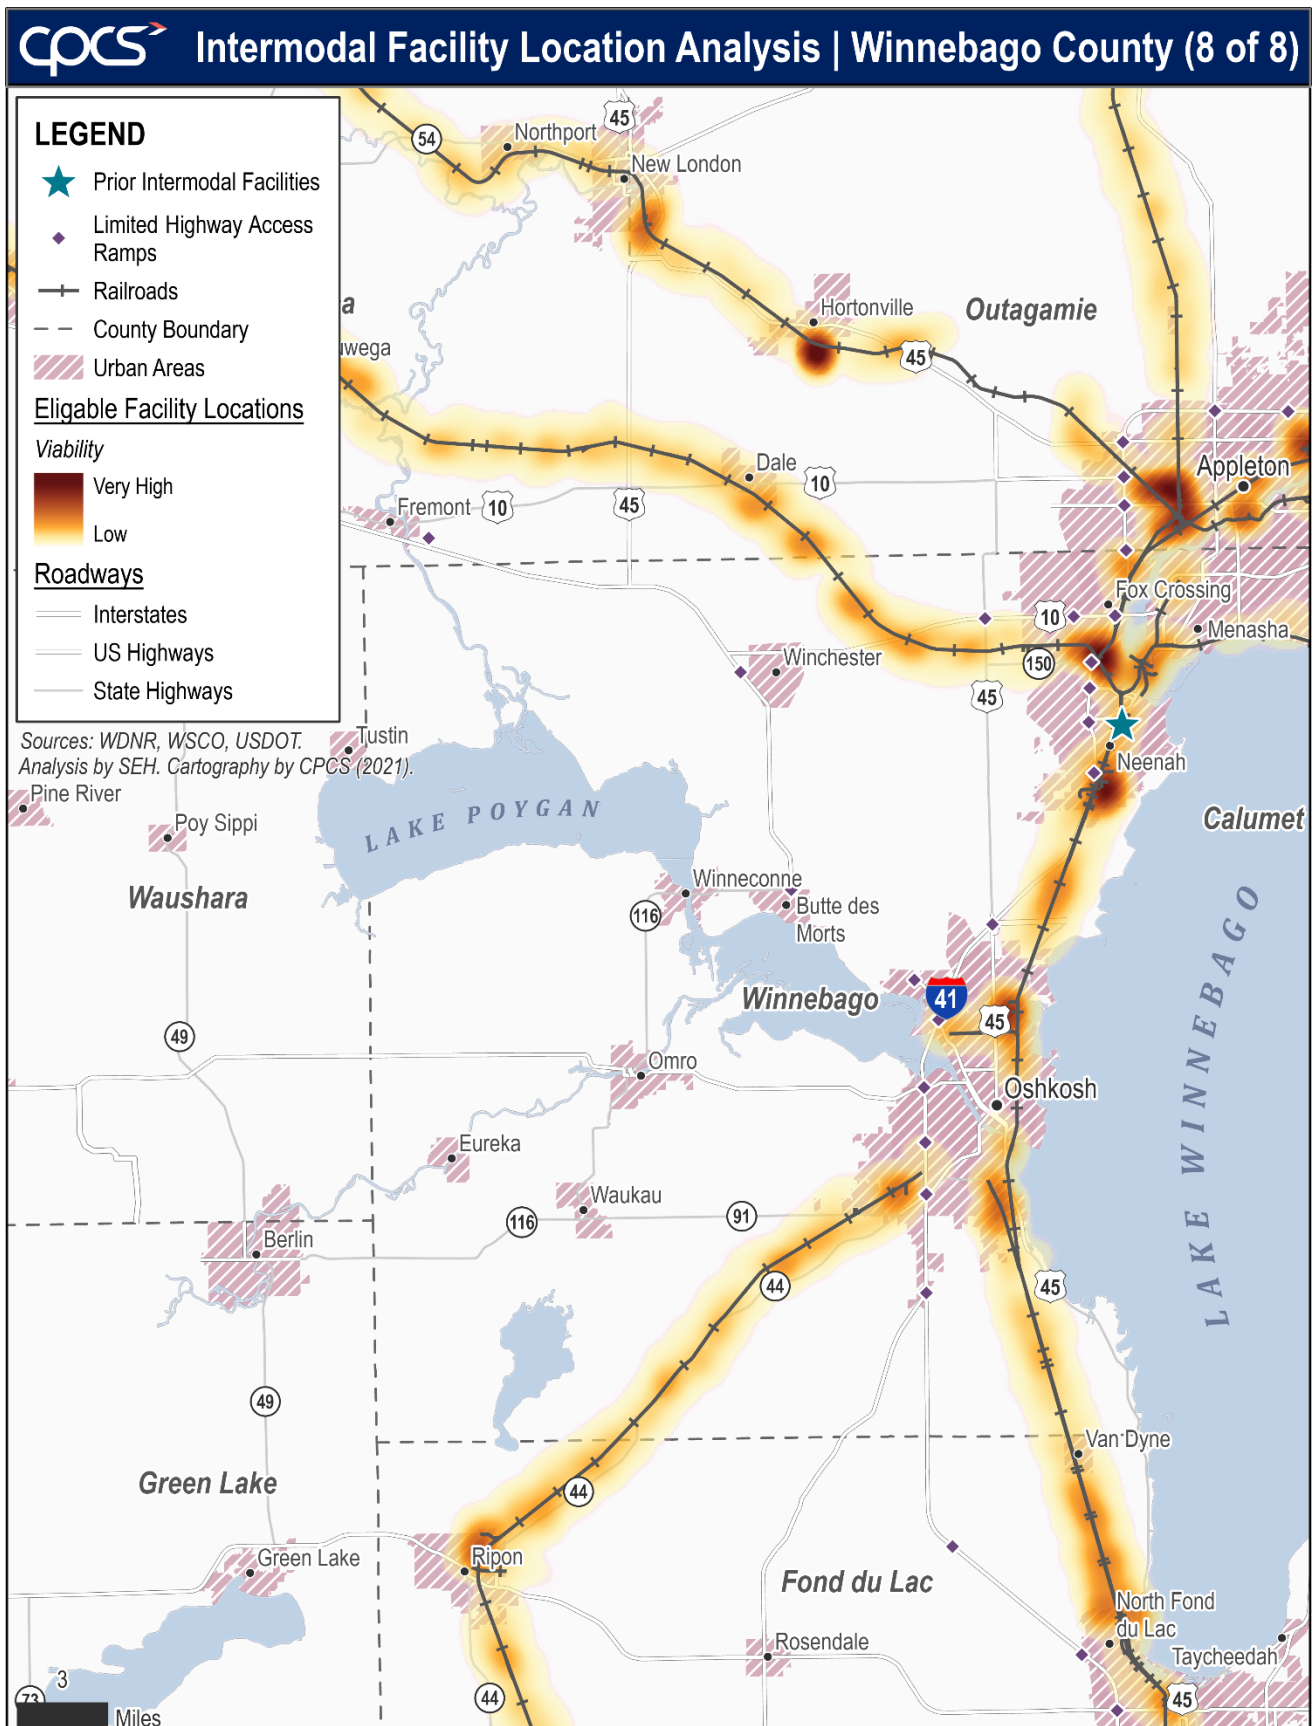 cpcs Intermodal Facility Location Analysis | Winnebago County (8 of 8)
LEGEND
Prior Intermodal Facilities
Limited Highway Access
Ramps
Railroads
County Boundary
Urban Areas
Eligable Facility Locations
Viability
Very High
Low
Roadways
Interstates
US Highways
State Highways
Sources: WDNR, WSCO, USDOT.
Analysis by SEH. Cartography by CPCS (2021).
45
54
Northport
New London
a
Hortonville
Outagamie
uwega
45
Appleton
Dale
10
Fremont
10
45
Fox Crossing
10
Menasha
Winchester
150
45
Tustin
Neenah
Pine River
Poy Sippi
LAKE POYGAN
Calumet
Winneconne
Waushara
116
Butte des
Morts
Winnebago
41
45
49
Omro
Oshkosh
LAKE WINNEBAGO
Eureka
Waukau
116
91
Berlin
44
45
49
Van Dyne
Green Lake
44
Green Lake
Ripon
Fond du Lac
North Fond
du Lac
Rosendale
Taycheedah
3
73
Miles
44
45